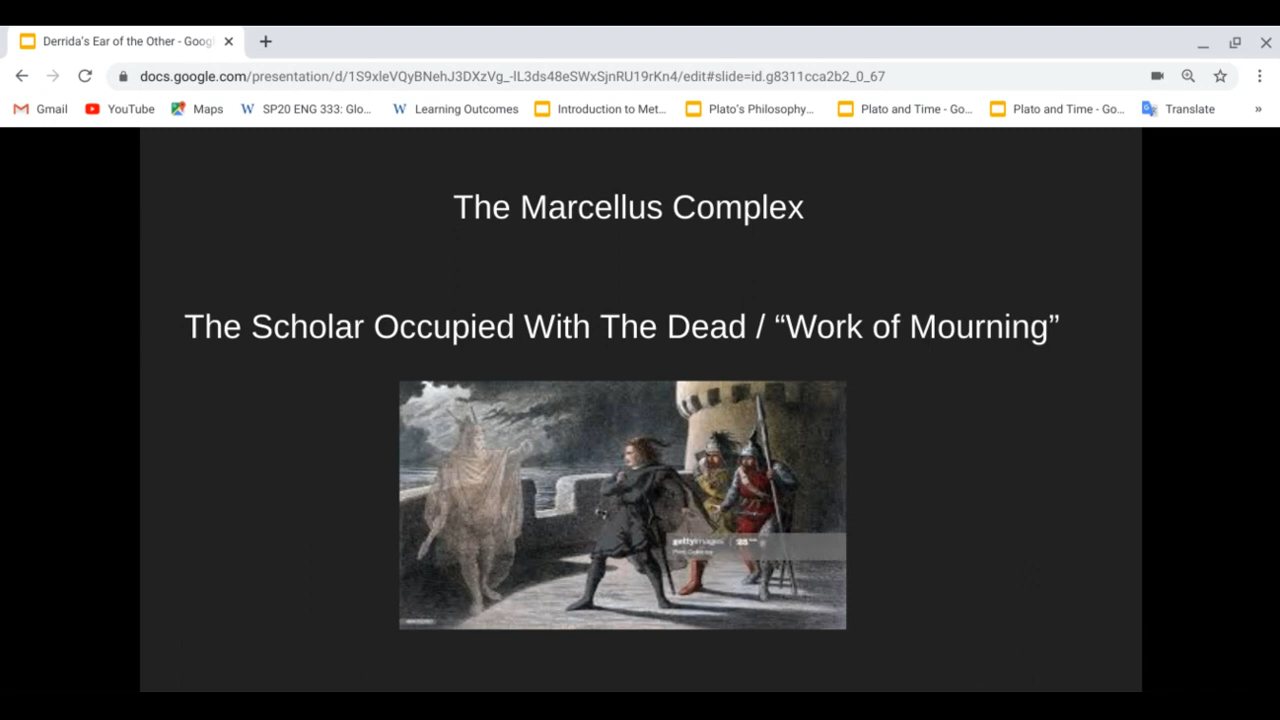 Derrida's Ear of the Other - Goog
docs.google.com/presentation/d/1S9xleVQyBNehJ3DXzVg_-lL3ds48eSWxSjnRU19rKn4/edit#slide=id.g8311cca2b2_0_67
Gmail YouTube Maps W SP20 ENG 333: Glo... W Learning Outcomes Introduction to Met... Plato's Philosophy... Plato and Time - Go... Plato and Time - Go... Translate »
The Marcellus Complex
The Scholar Occupied With The Dead / “Work of Mourning”
gettyimages